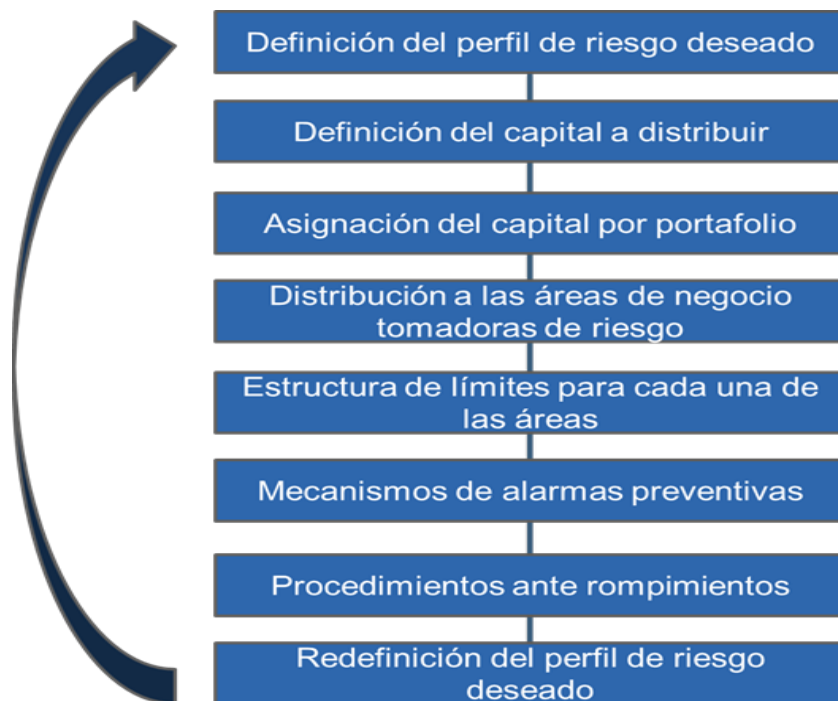 Definición del perfil de riesgo deseado
Definición del capital a distribuir
Asignación del capital por portafolio
Distribución a las áreas de negocio
tomadoras de riesgo
Estructura de límites para cada una de
las áreas
Mecanismos de alarmas preventivas
Procedimientos ante rompimientos
Redefinición del perfil de riesgo
deseado